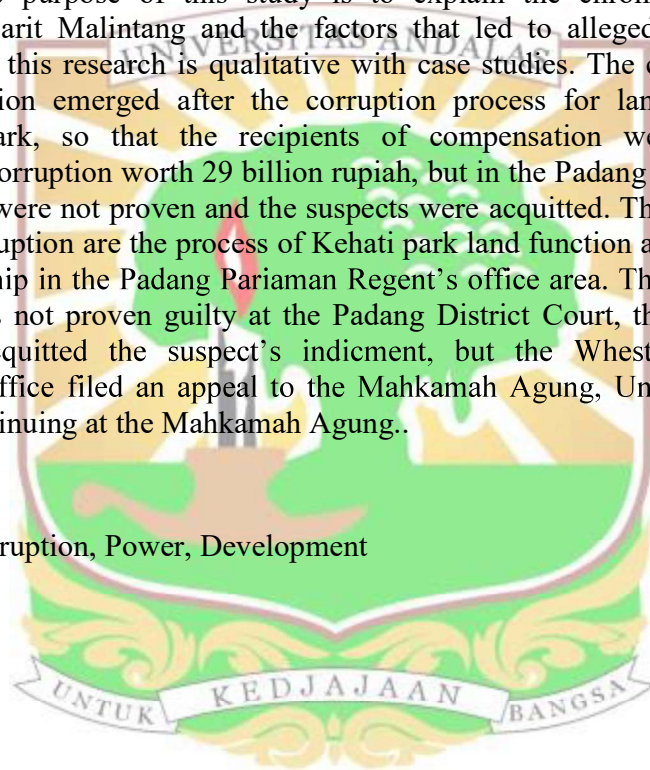 purpose of this study is to explain the chron
arit Malintang and the factors that led to alleged
UNIVERSITAS ANDALAS
this research is qualitative with case studies. The
ion emerged after the corruption process for lan
ark, so that the recipients of compensation we
orruption worth 29 billion rupiah, but in the Padang
were not proven and the suspects were acquitted. Th
uption are the process of Kehati park land function a
hip in the Padang Pariaman Regent’s office area. Th
s not proven guilty at the Padang District Court, th
cquitted the suspect’s indicment, but the Whest
ffice filed an appeal to the Mahkamah Agung, Un
inuing at the Mahkamah Agung..
ruption, Power, Development
UNTUK KEDJAJAAN BANGSA